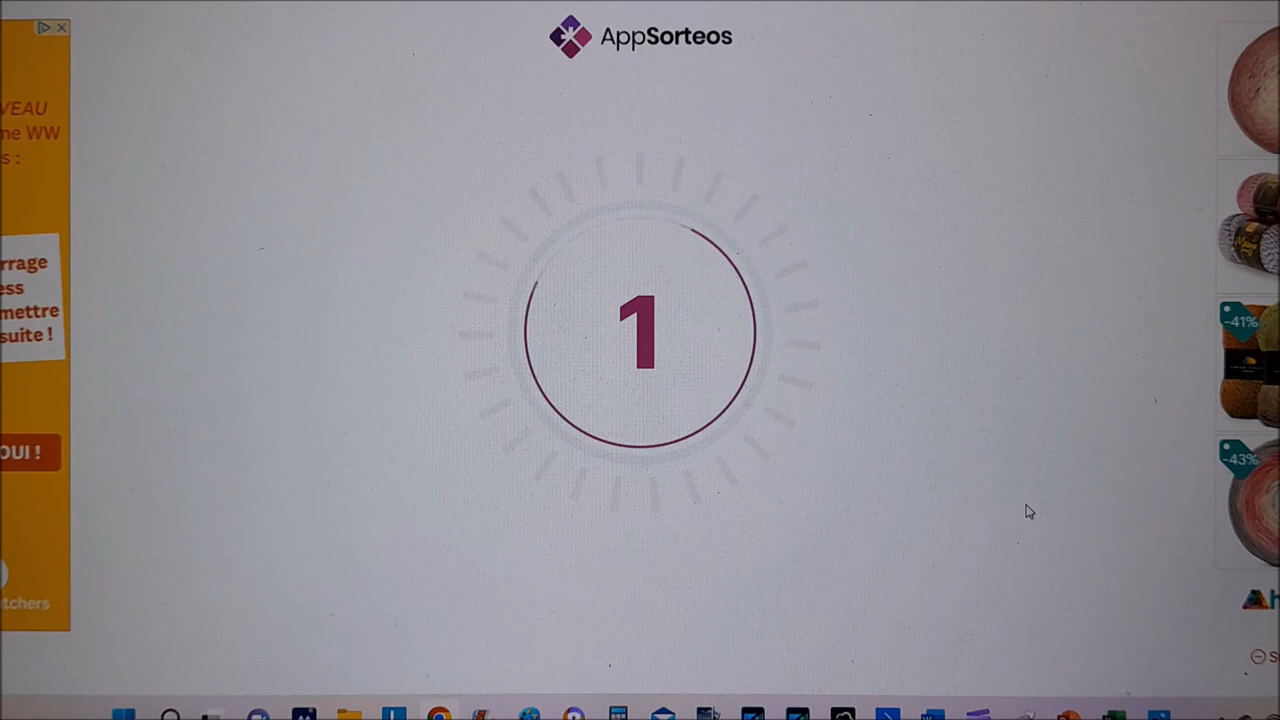 AppSorteos
VEAU
me WW
s :
rrage
ess
mettre
suite !
OUI !
tchers
1
-41%
-43%